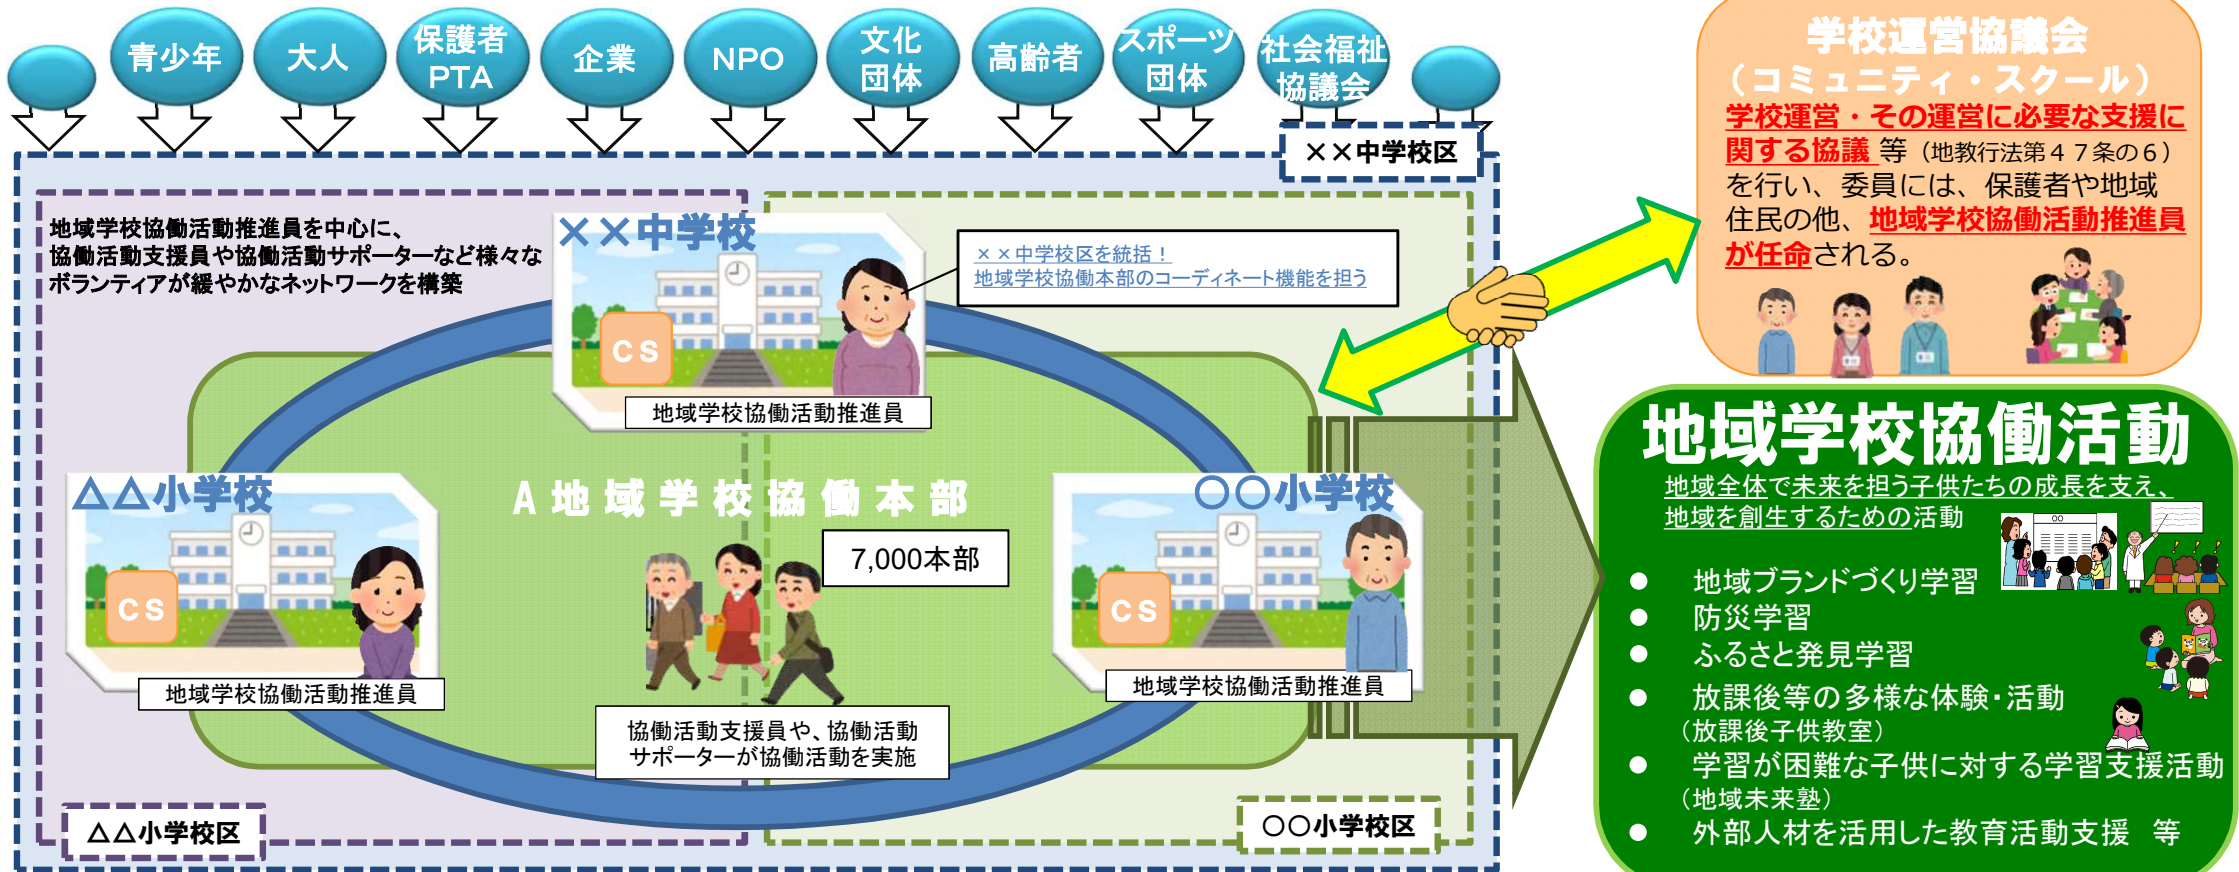 青少年
大人
保護者
PTA
企業
NPO
文化
団体
高齢者
スポーツ
団体
社会福祉
協議会
××中学校区
地域学校協働活動推進員を中心に、
協働活動支援員や協働活動サポーターなど様々な
ボランティアが緩やかなネットワークを構築
××中学校
××中学校区を統括！
地域学校協働本部のコーディネート機能を担う
CS
地域学校協働活動推進員
△△小学校
CS
地域学校協働活動推進員
A地域学校協働本部
7,000本部
○○小学校
CS
地域学校協働活動推進員
協働活動支援員や、協働活動
サポーターが協働活動を実施
△△小学校区
○○小学校区
学校運営協議会
（コミュニティ・スクール）
学校運営・その運営に必要な支援に
関する協議 等（地教行法第４７条の６）
を行い、委員には、保護者や地域
住民の他、地域学校協働活動推進員
が任命される。
地域学校協働活動
地域全体で未来を担う子供たちの成長を支え、
地域を創生するための活動
● 地域ブランドづくり学習
● 防災学習
● ふるさと発見学習
● 放課後等の多様な体験・活動
（放課後子供教室）
● 学習が困難な子供に対する学習支援活動
（地域未来塾）
● 外部人材を活用した教育活動支援　等